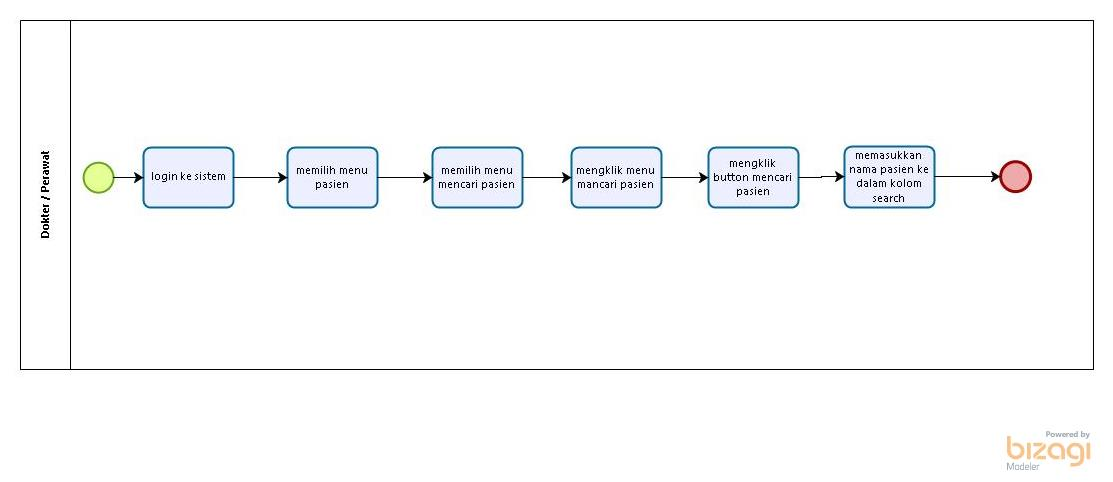 Dokter / Perawat
login ke sistem
memilih menu
pasien
memilih menu
mencari pasien
mengklik menu
mancari pasien
mengklik
button mencari
pasien
memasukkan
nama pasien ke
dalam kolom
search
Powered by
bizagi
Modeler